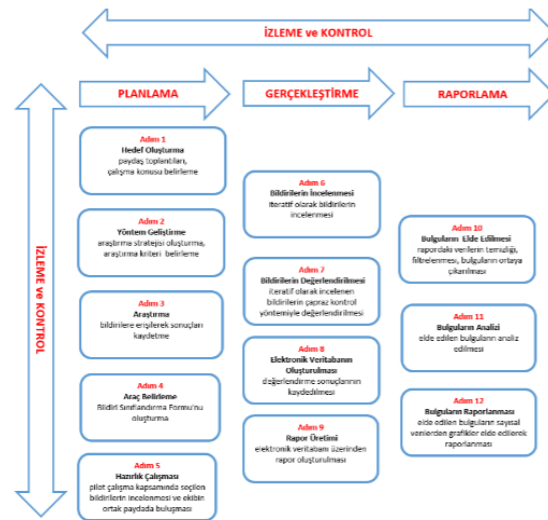 İZLEME ve KONTROL
İZLEME ve KONTROL
PLANLAMA
GERÇEKLEŞTİRME
RAPORLAMA
Adım 1
Hedef Oluşturma
paydaş toplantıları,
çalışma konusu belirleme
Adım 2
Yöntem Geliştirme
araştırma stratejisi oluşturma,
araştırma kriteri belirleme
Adım 3
Araştırma
bildirilere erişilerek sonuçları
kaydetme
Adım 4
Araç Belirleme
Bildiri Sınıflandırma Formu'nu
oluşturma
Adım 5
Hazırlık Çalışması
pilot çalışma kapsamında seçilen
bildirilerin incelenmesi ve ekibin
ortak paydada buluşması
Adım 6
Bildirilerin İncelenmesi
iteratif olarak bildirilerin
incelenmesi
Adım 7
Bildirilerin Değerlendirilmesi
iteratif olarak incelenen
bildirilerin çapraz kontrol
yöntemiyle değerlendirilmesi
Adım 8
Elektronik Veritabanın
Oluşturulması
değerlendirme sonuçlarının
kaydedilmesi
Adım 9
Rapor Üretimi
elektronik veritabanı üzerinden
rapor oluşturulması
Adım 10
Bulguların Elde Edilmesi
rapordaki verilerin temizliği,
filtrelenmesi, bulguların ortaya
çıkarılması
Adım 11
Bulguların Analizi
elde edilen bulguların analiz
edilmesi
Adım 12
Bulguların Raporlanması
elde edilen bulguların sayısal
verilerden grafikler elde edilerek
raporlanması